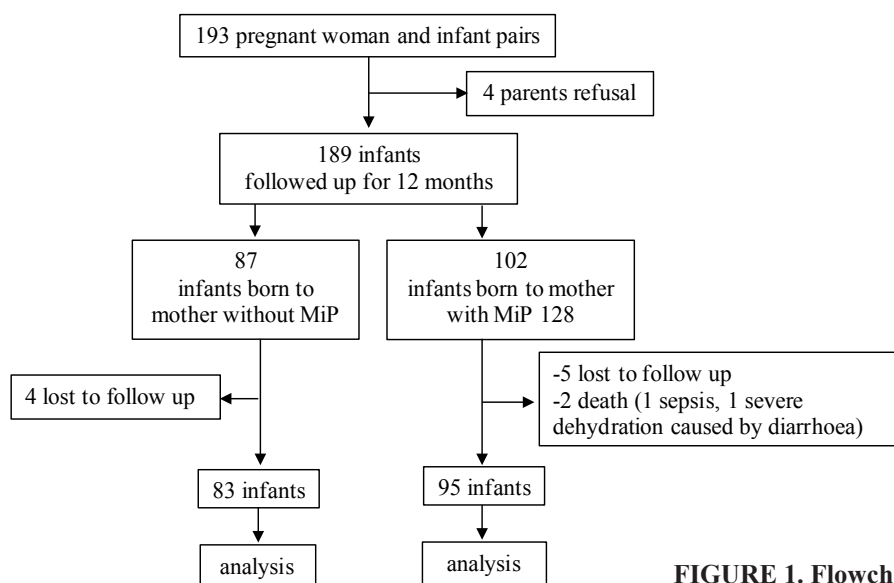 193 pregnant woman and infant pairs
4 parents refusal
189 infants
followed up for 12 months
87
infants born to
mother without MiP
102
infants born to mother
with MiP 128
4 lost to follow up
-5 lost to follow up
-2 death (1 sepsis, 1 severe
dehydration caused by diarrhoea)
83 infants
95 infants
analysis
analysis
FIGURE 1. Flowch